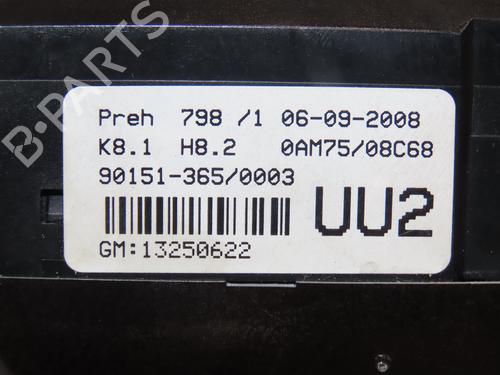 B-PARTS
Preh 798 /1 06-09-2008
K8.1 H8.2 0AM75/08C68
90151-365/0003
UU2
GM:13250622